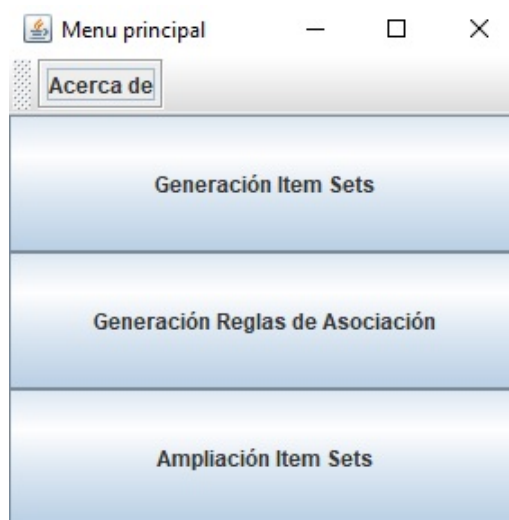 Menu principal
Acerca de
Generación Item Sets
Generación Reglas de Asociación
Ampliación Item Sets